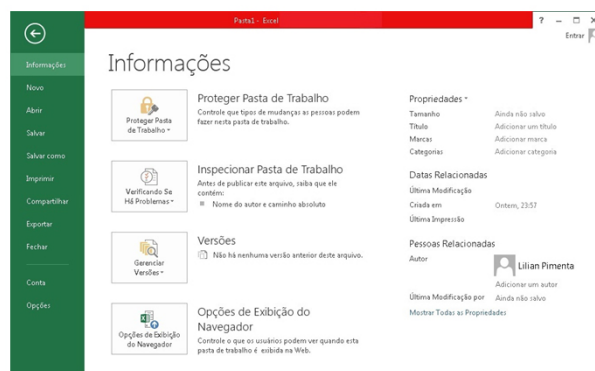 Pasta1 - Excel
Entrar
Informações
Novo
Abrir
Salvar
Salvar como
Imprimir
Compartilhar
Exportar
Fechar
Conta
Opções
Informações
Proteger Pasta
de Trabalho
Proteger Pasta de Trabalho
Controle que tipos de mudanças as pessoas podem
fazer nesta pasta de trabalho.
Verificando Se
Há Problemas
Inspecionar Pasta de Trabalho
Antes de publicar este arquivo, saiba que ele
contém:
Nome do autor e caminho absoluto
Gerenciar
Versões
Versões
Não há nenhuma versão anterior deste arquivo.
Opções de Exibição
do Navegador
Opções de Exibição do
Navegador
Controle o que os usuários podem ver quando esta
pasta de trabalho é exibida na Web.
Propriedades
Tamanho Ainda não salvo
Título Adicionar um título
Marcas Adicionar marca
Categorias Adicionar categoria
Datas Relacionadas
Última Modificação
Criada em Ontem, 23:57
Última Impressão
Pessoas Relacionadas
Autor Lilian Pimenta
Adicionar um autor
Última Modificação por Ainda não salvo
Mostrar Todas as Propriedades